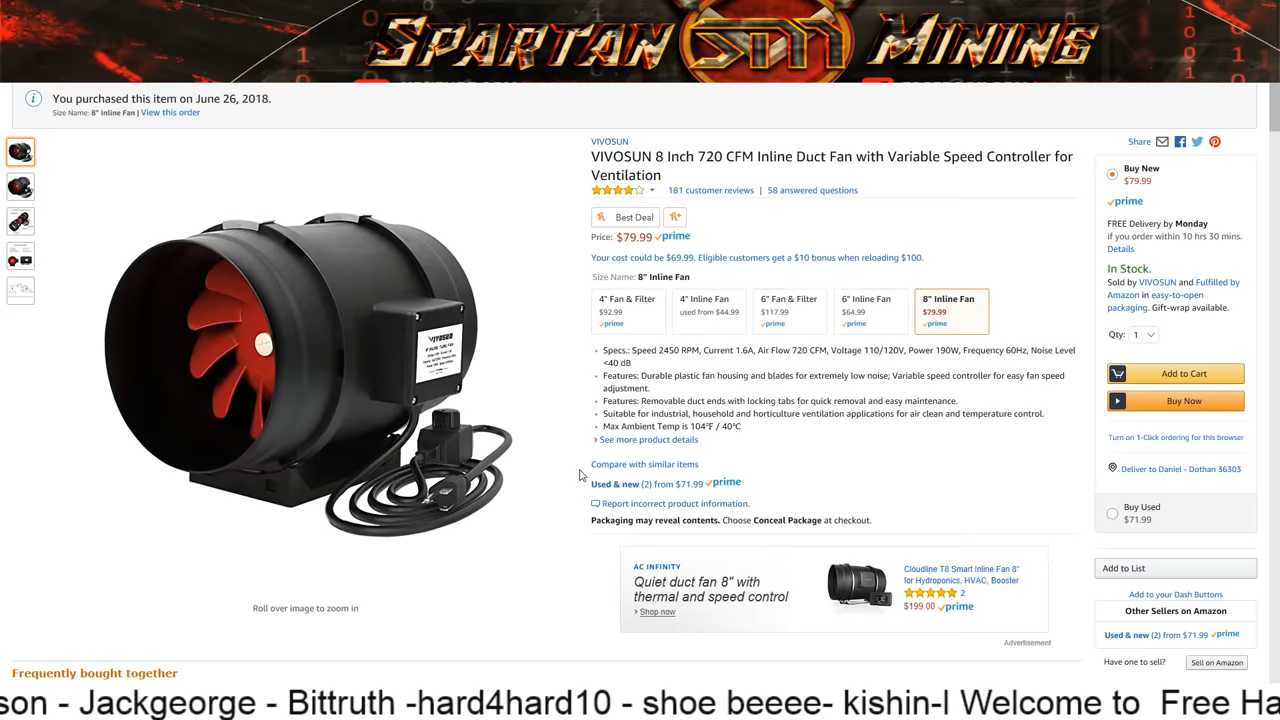 SPARTAN SM MINING
You purchased this item on June 26, 2018.
Size Name: 8" Inline Fan | View this order
Share
VIVOSUN
VIVOSUN 8 Inch 720 CFM Inline Duct Fan with Variable Speed Controller for
Ventilation
181 customer reviews | 58 answered questions
Best Deal
Price: $79.99 prime
Your cost could be $69.99. Eligible customers get a $10 bonus when reloading $100.
Size Name: 8" Inline Fan
4" Fan & Filter
$92.99
prime
4" Inline Fan
used from $44.99
6" Fan & Filter
$117.99
prime
6" Inline Fan
$64.99
prime
8" Inline Fan
$79.99
prime
Specs.: Speed 2450 RPM, Current 1.6A, Air Flow 720 CFM, Voltage 110/120V, Power 190W, Frequency 60Hz, Noise Level
<40 dB
Features: Durable plastic fan housing and blades for extremely low noise; Variable speed controller for easy fan speed
adjustment.
Features: Removable duct ends with locking tabs for quick removal and easy maintenance.
Suitable for industrial, household and horticulture ventilation applications for air clean and temperature control.
Max Ambient Temp is 104℉ / 40℃
See more product details
Compare with similar items
Used & new (2) from $71.99 prime
Report incorrect product information.
Packaging may reveal contents. Choose Conceal Package at checkout.
VIVOSUN
Roll over image to zoom in
AC INFINITY
Quiet duct fan 8" with
thermal and speed control
Shop now
Cloudline T8 Smart Inline Fan 8"
for Hydroponics, HVAC, Booster
2
$199.00 prime
Advertisement
Buy New
$79.99
prime
FREE Delivery by Monday
if you order within 10 hrs 30 mins.
Details
In Stock.
Sold by VIVOSUN and Fulfilled by
Amazon in easy-to-open
packaging. Gift-wrap available.
Qty: 1
Add to Cart
Buy Now
Turn on 1-Click ordering for this browser
Deliver to Daniel - Dothan 36303
Buy Used
$71.99
Add to List
Add to your Dash Buttons
Other Sellers on Amazon
Used & new (2) from $71.99 prime
Have one to sell? Sell on Amazon
Frequently bought together
son - Jackgeorge - Bittruth -hard4hard10 - shoe beeee- kishin-l Welcome to Free Ha